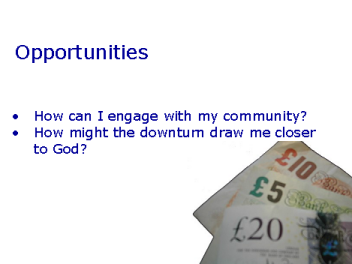 Opportunities
• How can I engage with my community?
• How might the downturn draw me closer
to God?
£10
£5
£20